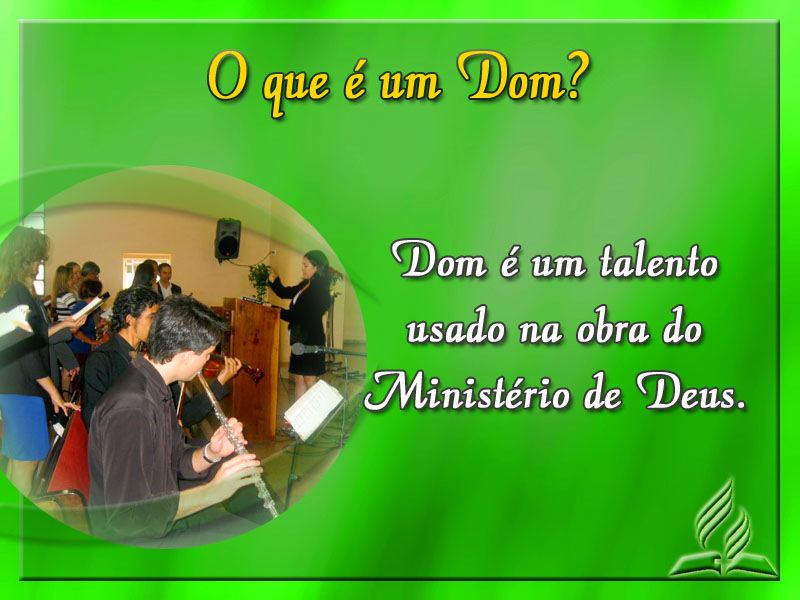 O que é um Dom?
Dom é um talento
usado na obra do
Ministério de Deus.